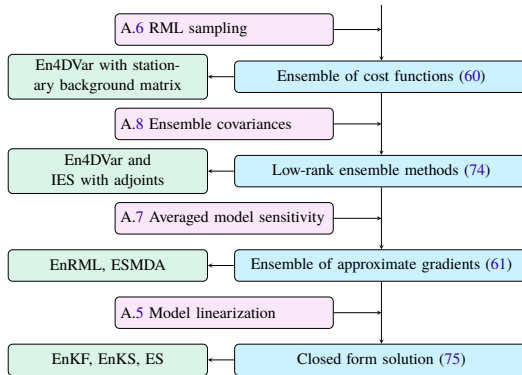 A.6 RML sampling
En4DVar with station-
ary background matrix
Ensemble of cost functions (60)
A.8 Ensemble covariances
En4DVar and
IES with adjoints
Low-rank ensemble methods (74)
A.7 Averaged model sensitivity
EnRML, ESMDA
Ensemble of approximate gradients (61)
A.5 Model linearization
EnKF, EnKS, ES
Closed form solution (75)